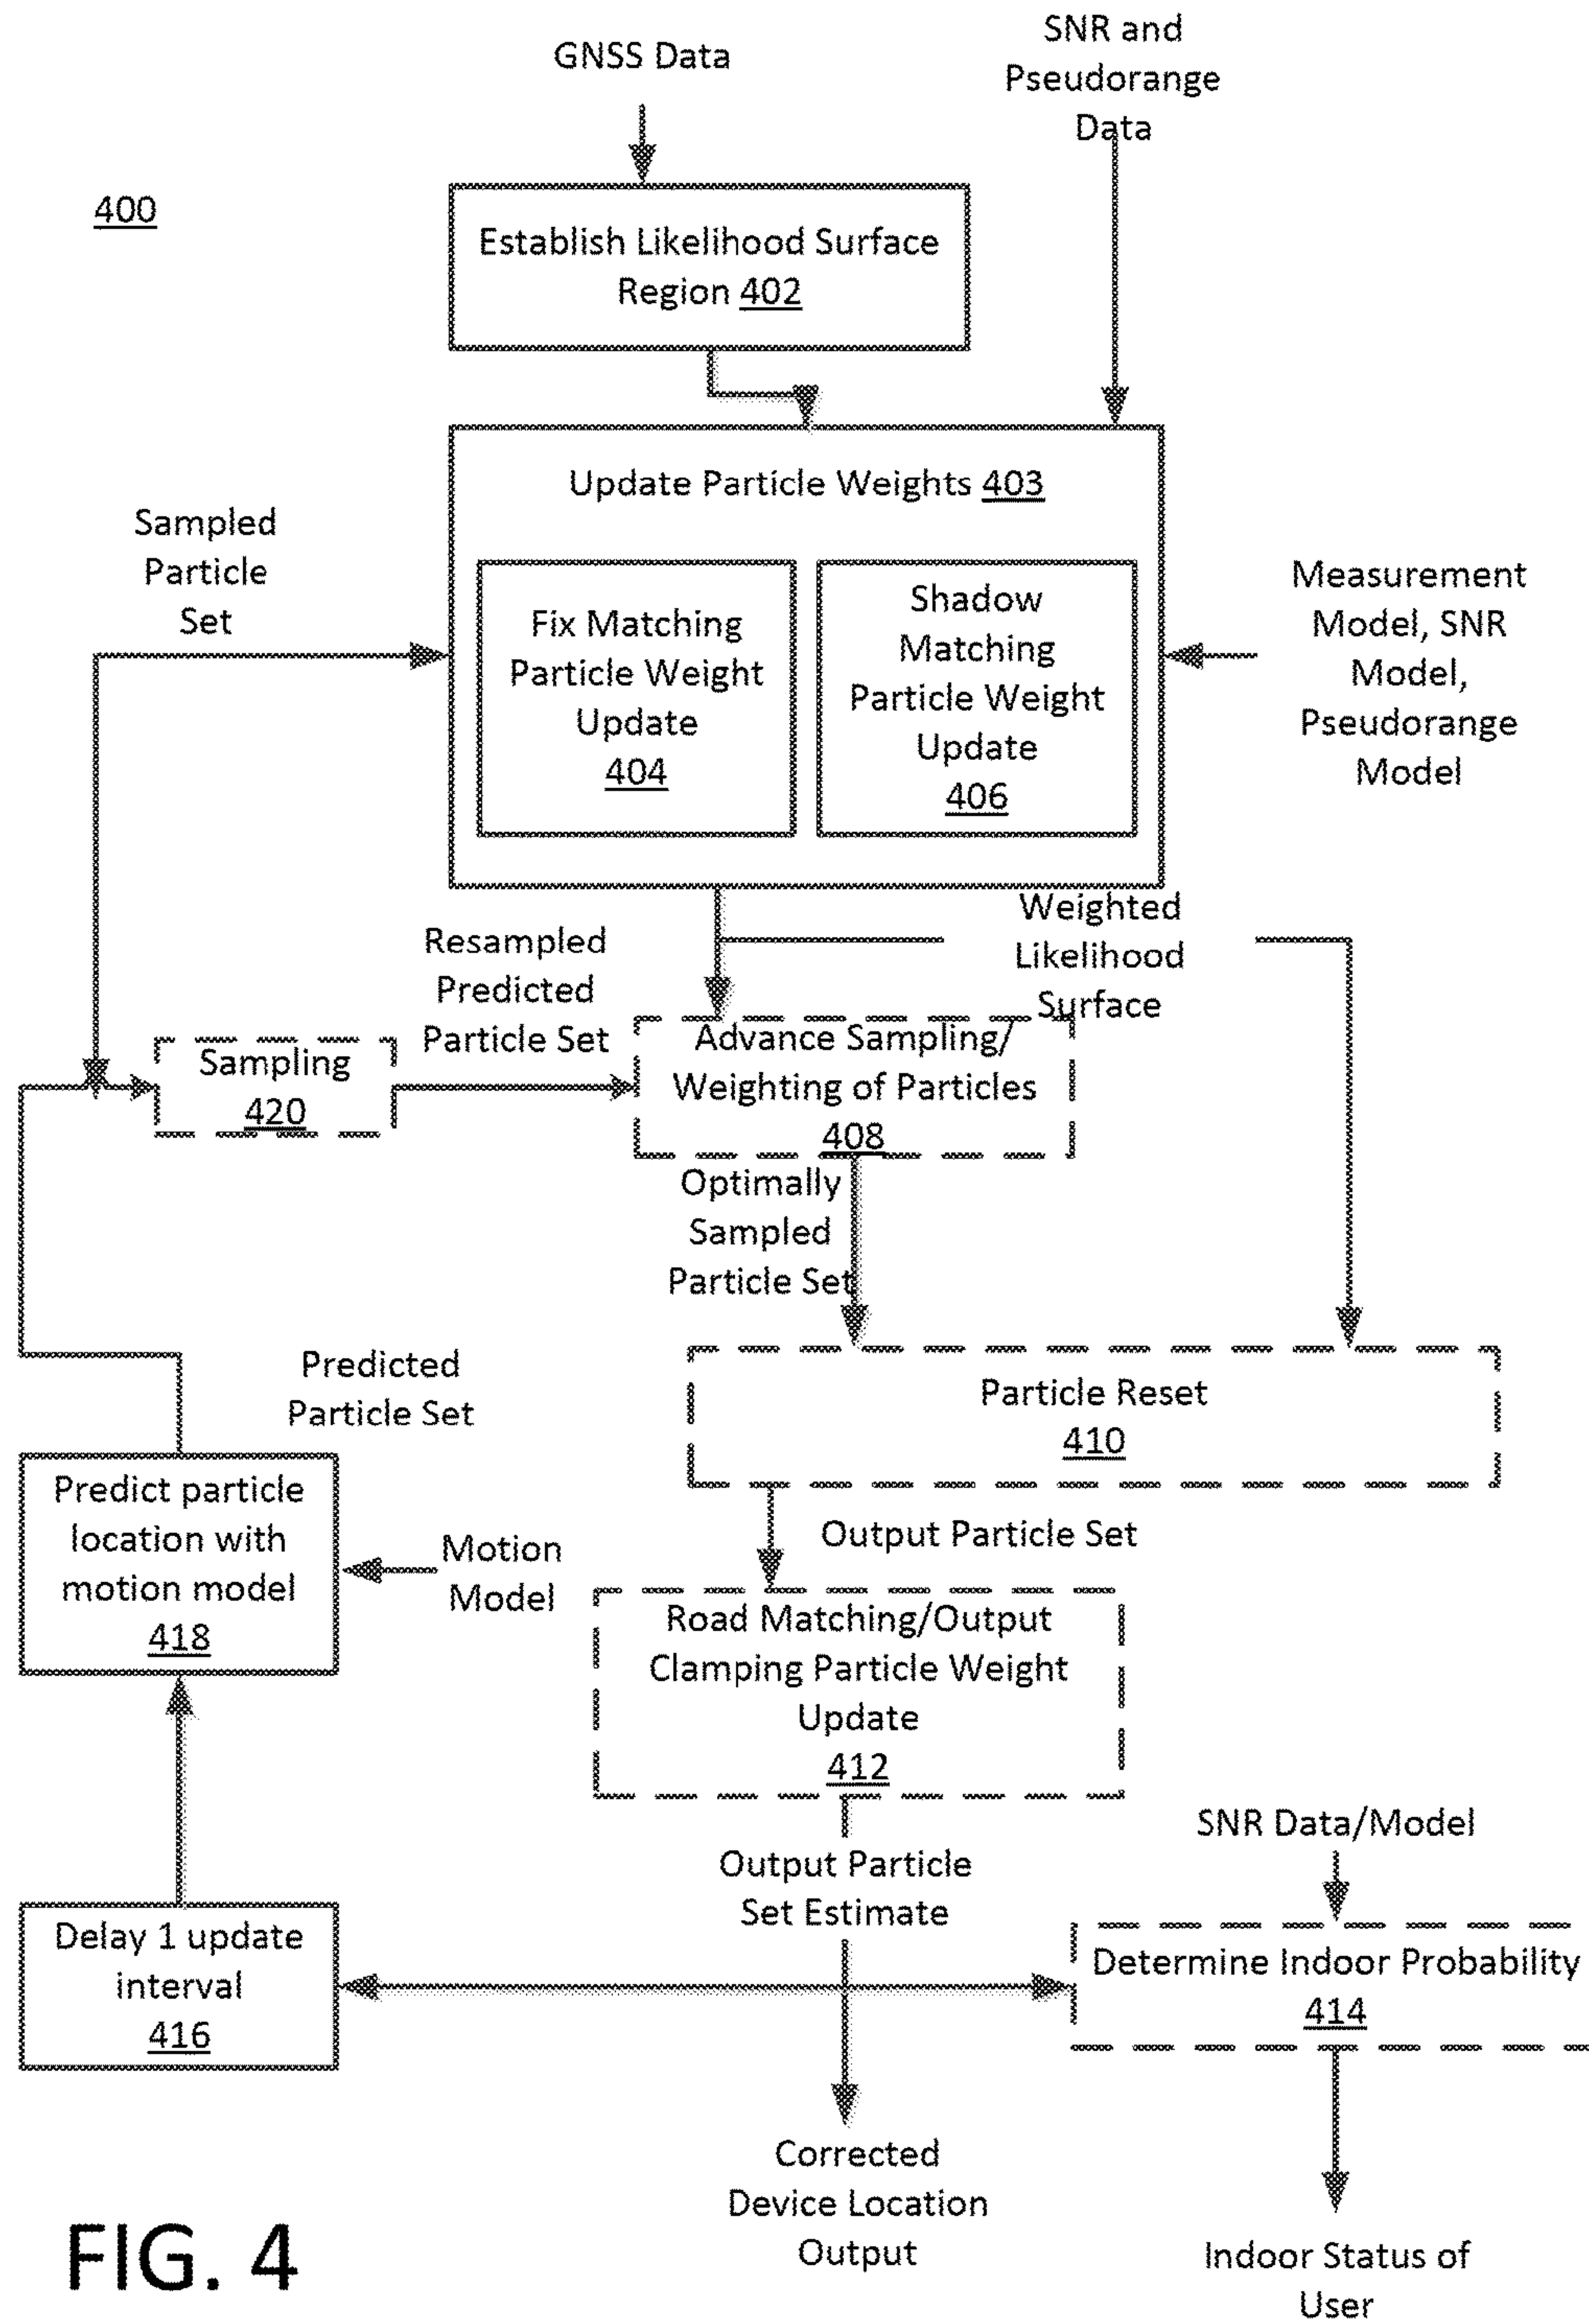 GNSS Data
SNR and
Pseudorange
Data
400
Establish Likelihood Surface
Region 402
Update Particle Weights 403
Sampled
Particle
Set
Fix Matching
Particle Weight
Update
404
Shadow
Matching
Particle Weight
Update
406
Measurement
Model, SNR
Model,
Pseudorange
Model
Weighted
Likelihood
Surface
Resampled
Predicted
Particle Set
Sampling
420
Advance Sampling/
Weighting of Particles
408
Optimally
Sampled
Particle Set
Predicted
Particle Set
Particle Reset
410
Predict particle
location with
motion model
418
Motion
Model
Output Particle Set
Road Matching/Output
Clamping Particle Weight
Update
412
SNR Data/Model
Output Particle
Set Estimate
Delay 1 update
interval
416
Determine Indoor Probability
414
Corrected
Device Location
Output
Indoor Status of
User
FIG. 4